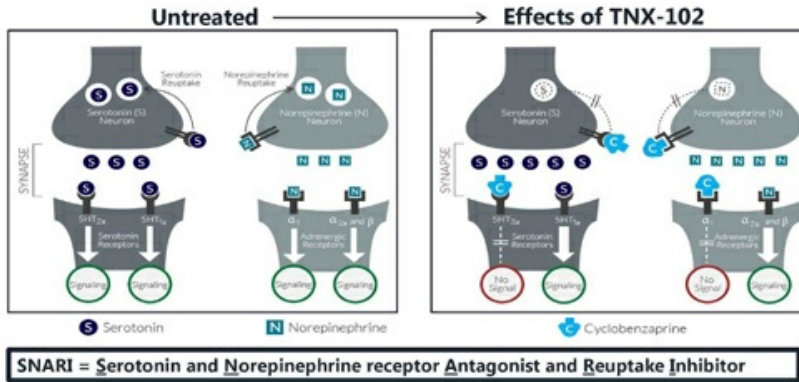 Untreated
Effects of TNX-102
Serotonin
Reuptake
S S
Serotonin (S)
Neuron
S
Norepinephrine
Reuptake
N N
Norepinephrine (N)
Neuron
N
SYNAPSE
S S S
N N N
S S
5HT2a 5HT1a
Serotonin
Receptors
Signaling Signaling
N N
α1 α2a and β
Adrenergic
Receptors
Signaling Signaling
S
Serotonin (S)
Neuron
C
N
Norepinephrine (N)
Neuron
C
SYNAPSE
S S S S S
N N N N N
C S
5HT2a 5HT1a
Serotonin
Receptors
No
Signal
Signaling
C N
α1 α2a and β
Adrenergic
Receptors
No
Signal
Signaling
S Serotonin
N Norepinephrine
C Cyclobenzaprine
SNARI = Serotonin and Norepinephrine receptor Antagonist and Reuptake Inhibitor